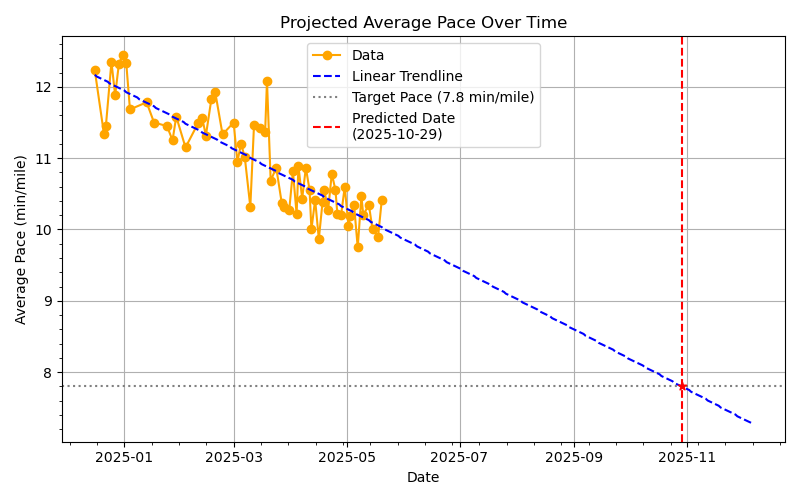 Projected Average Pace Over Time
Data
Linear Trendline
Target Pace (7.8 min/mile)
Predicted Date
(2025-10-29)
Average Pace (min/mile)
12
11
10
9
8
2025-01
2025-03
2025-05
2025-07
2025-09
2025-11
Date